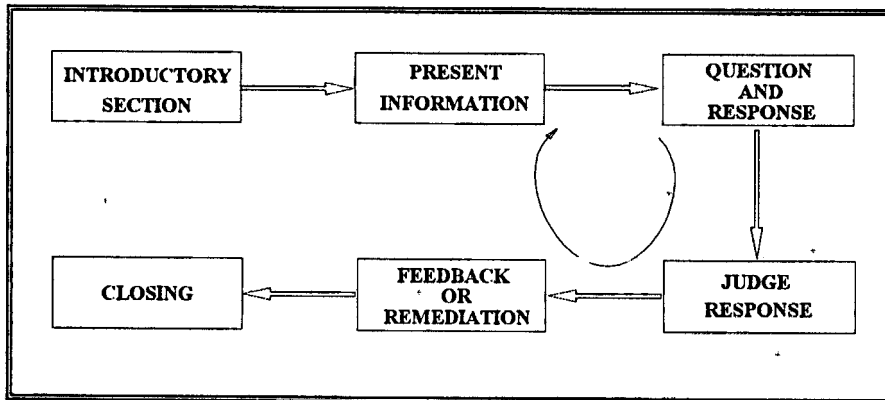 INTRODUCTORY
SECTION
PRESENT
INFORMATION
QUESTION
AND
RESPONSE
JUDGE
RESPONSE
FEEDBACK
OR
REMEDIATION
CLOSING